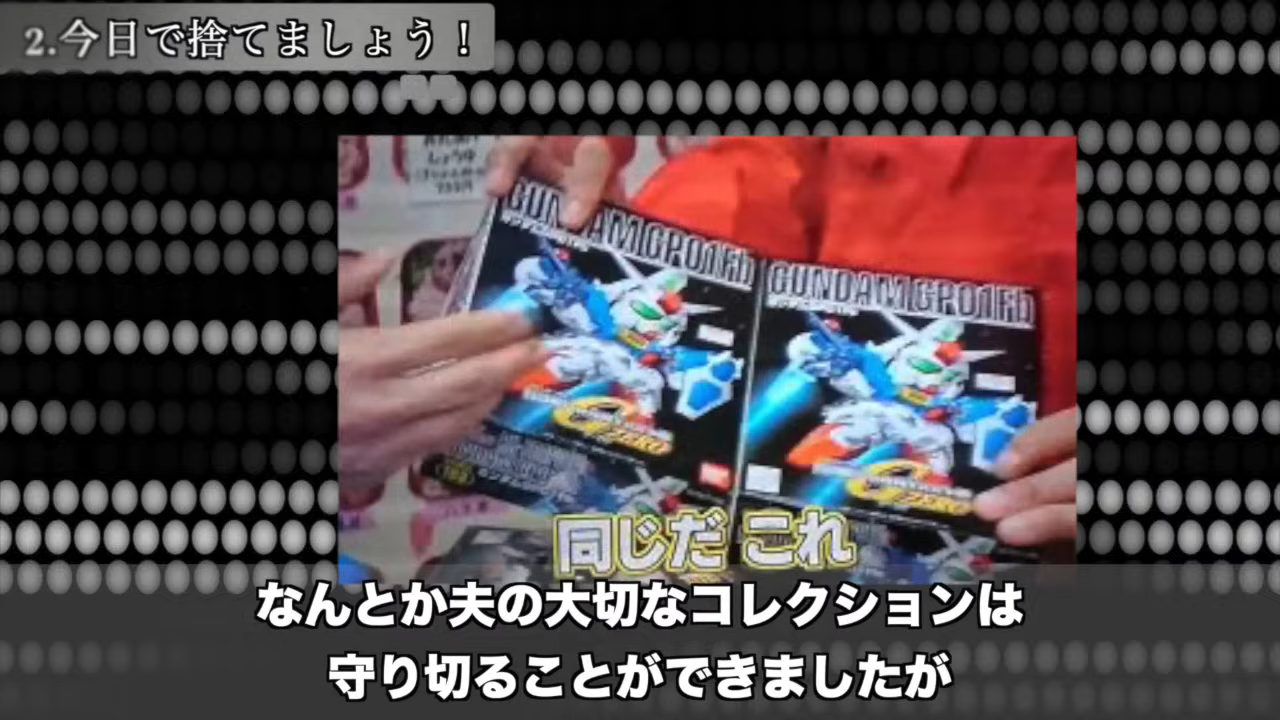 2.今日で捨てましょう！
GUNDAM GP01Fb
GUNDAM GP01Fb
G ZERO
G ZERO
同じだ これ
なんとか夫の大切なコレクションは
守り切ることができましたが